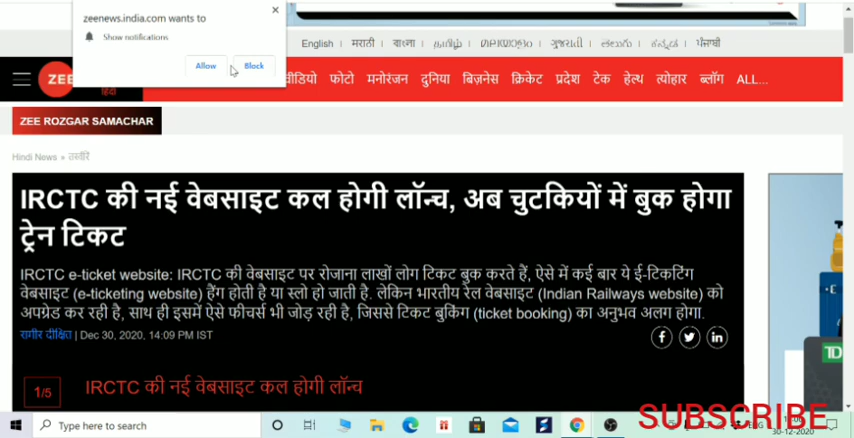 zeenews.india.com wants to
Show notifications
Allow
Block
English | मराठी | বাংলা | தமிழ் | മലയാളം | ગુજરાતી | తెలుగు | ಕನ್ನಡ | ਪੰਜਾਬੀ
ZEE
हिंदी
वीडियो फोटो मनोरंजन दुनिया बिज़नेस क्रिकेट प्रदेश टेक हेल्थ त्योहार ब्लॉग ALL...
ZEE ROZGAR SAMACHAR
Hindi News » तस्वीरें
IRCTC की नई वेबसाइट कल होगी लॉन्च, अब चुटकियों में बुक होगा
ट्रेन टिकट
IRCTC e-ticket website: IRCTC की वेबसाइट पर रोजाना लाखों लोग टिकट बुक करते हैं, ऐसे में कई बार ये ई-टिकटिंग
वेबसाइट (e-ticketing website) हैंग होती है या स्लो हो जाती है. लेकिन भारतीय रेल वेबसाइट (Indian Railways website) को
अपग्रेड कर रही है, साथ ही इसमें ऐसे फीचर्स भी जोड़ रही है, जिससे टिकट बुकिंग (ticket booking) का अनुभव अलग होगा.
| Dec 30, 2020, 14:09 PM IST
1/5
IRCTC की नई वेबसाइट कल होगी लॉन्च
TD
Type here to search
SUBSCRIBE
ENG
30-12-2020